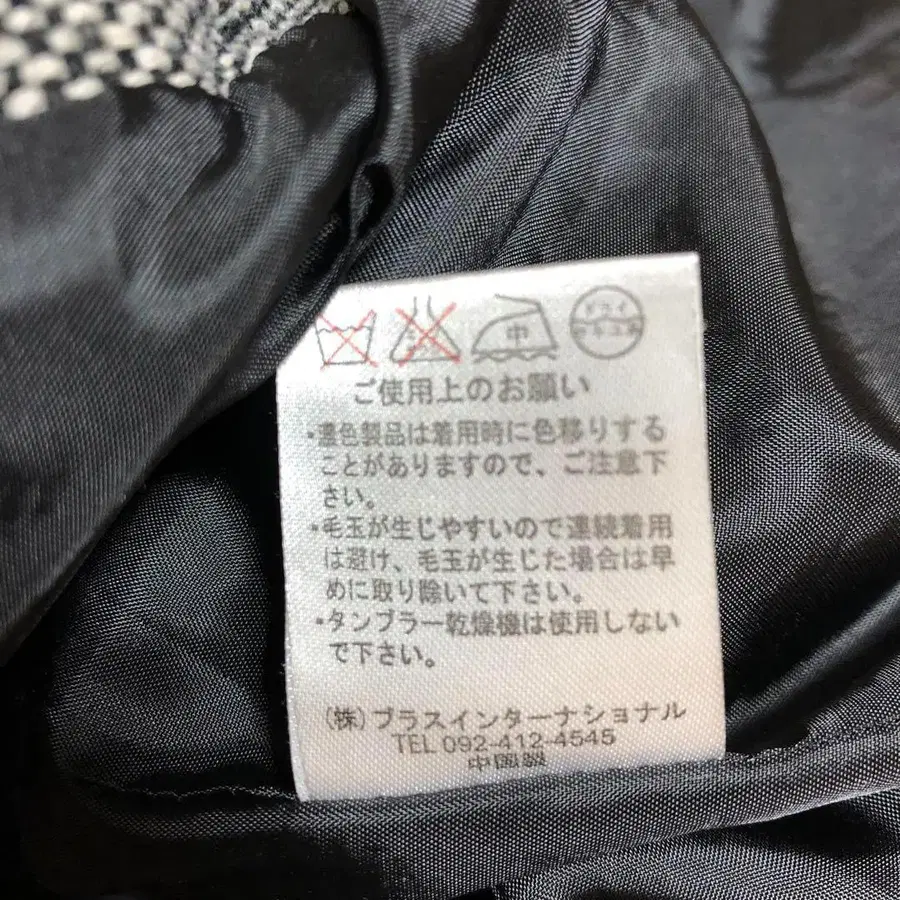 中
ドライ
セキユ系
ご使用上のお願い
・濃色製品は着用時に色移りする
ことがありますので、ご注意下
さい。
・毛玉が生じやすいので連続着用
は避け、毛玉が生じた場合は早
めに取り除いて下さい。
・タンブラー乾燥機は使用しない
で下さい。
(株)プラスインターナショナル
TEL 092-412-4545
中国製